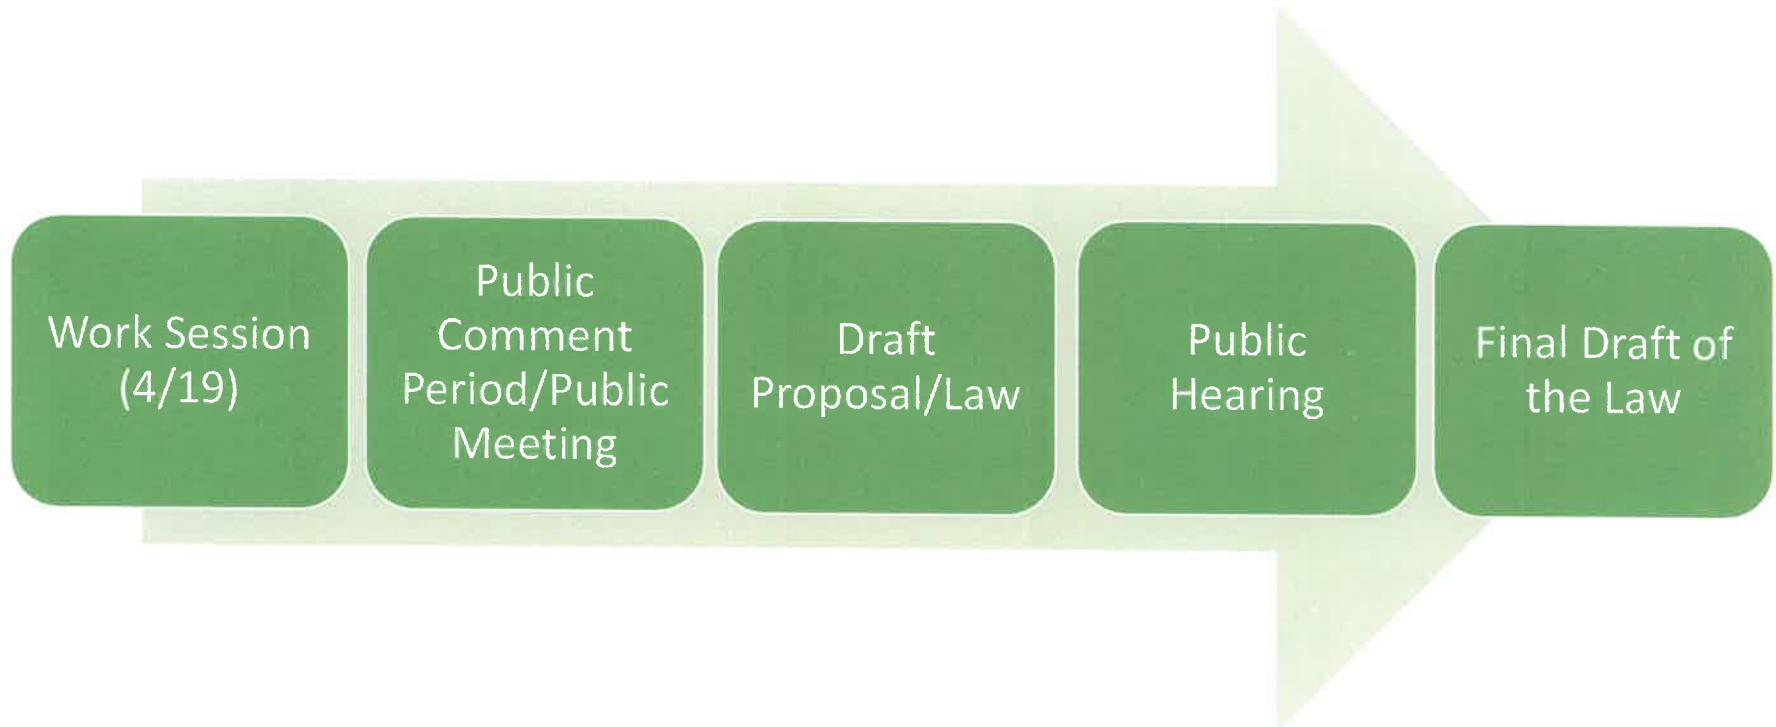 Work Session
(4/19)
Public
Comment
Period/Public
Meeting
Draft
Proposal/Law
Public
Hearing
Final Draft of
the Law